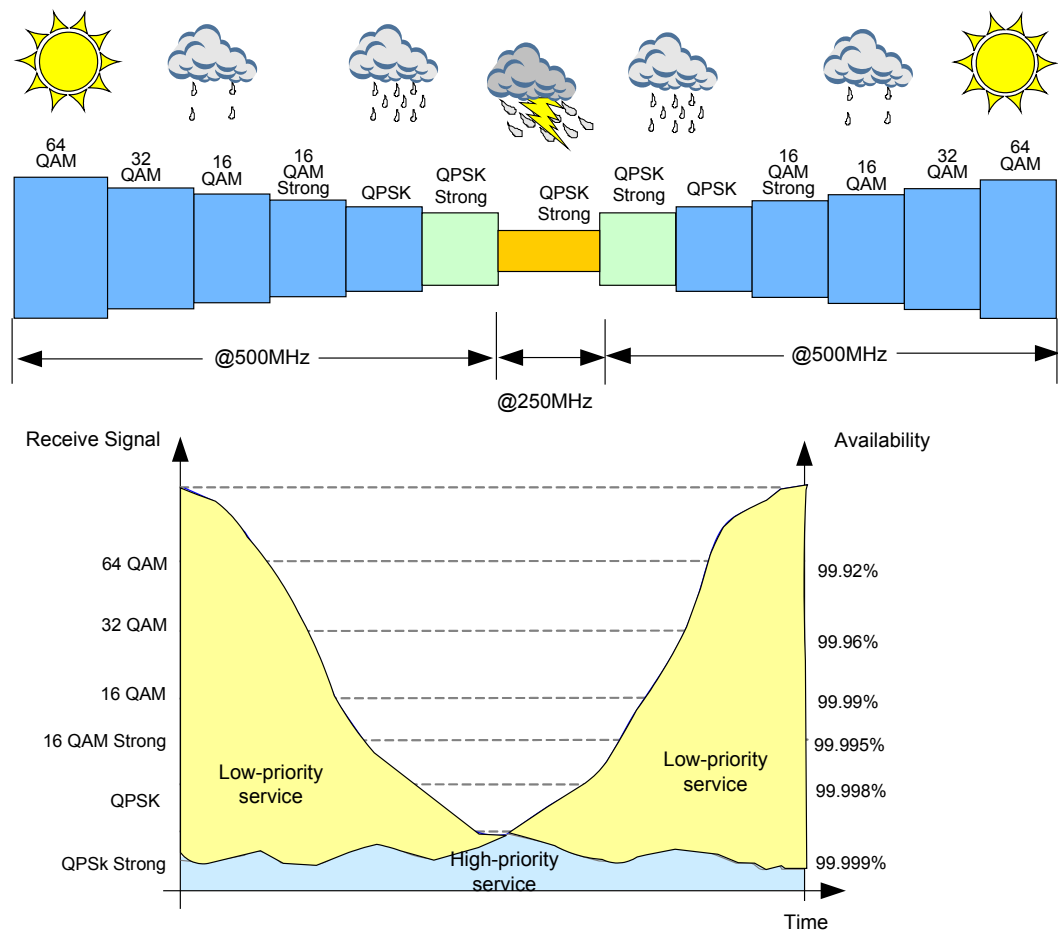 64
QAM
32
QAM
16
QAM
16
QAM
Strong
QPSK
QPSK
Strong
QPSK
Strong
QPSK
Strong
QPSK
16
QAM
Strong
16
QAM
32
QAM
64
QAM
@500MHz
@250MHz
@500MHz
Receive Signal
Availability
64 QAM
99.92%
32 QAM
99.96%
16 QAM
99.99%
16 QAM Strong
99.995%
Low-priority
service
Low-priority
service
QPSK
99.998%
QPSk Strong
High-priority
service
99.999%
Time